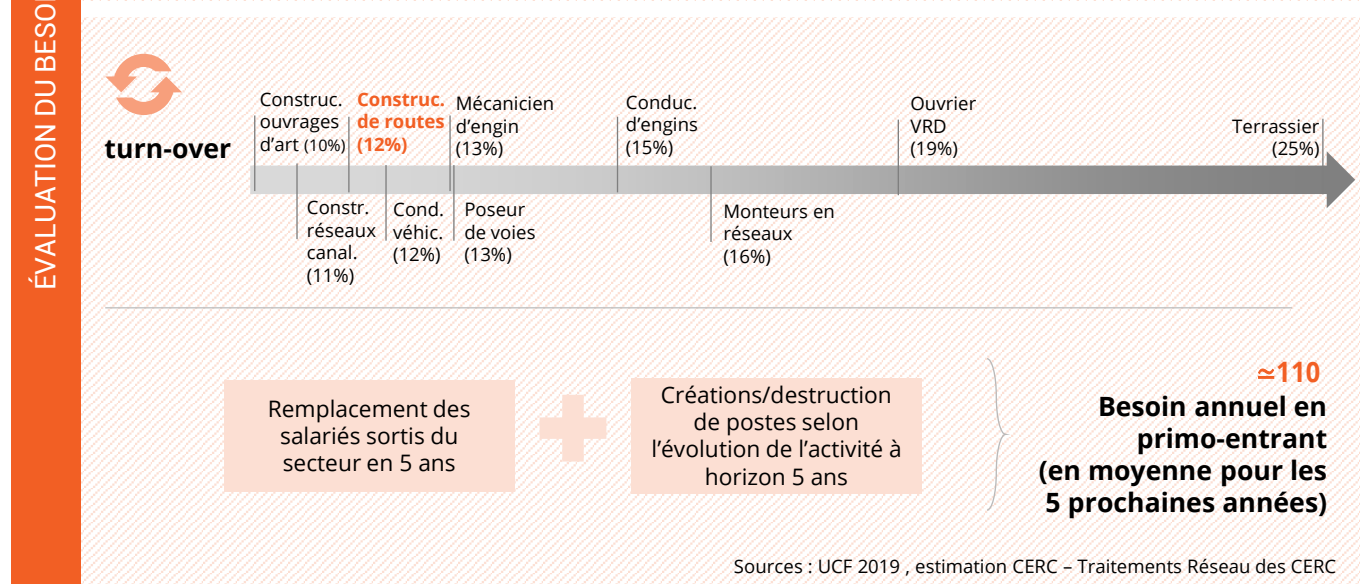 ÉVALUATION DU BESO
turn-over
Construc.
ouvrages
d'art (10%)
Construc.
de routes
(12%)
Mécanicien
d'engin
(13%)
Conduc.
d'engins
(15%)
Ouvrier
VRD
(19%)
Terrassier
(25%)
Constr.
réseaux
canal.
(11%)
Cond.
véhic.
(12%)
Poseur
de voies
(13%)
Monteurs en
réseaux
(16%)
Remplacement des
salariés sortis du
secteur en 5 ans
Créations/destruction
de postes selon
l'évolution de l'activité à
horizon 5 ans
≃110
Besoin annuel en
primo-entrant
(en moyenne pour les
5 prochaines années)
Sources : UCF 2019 , estimation CERC – Traitements Réseau des CERC